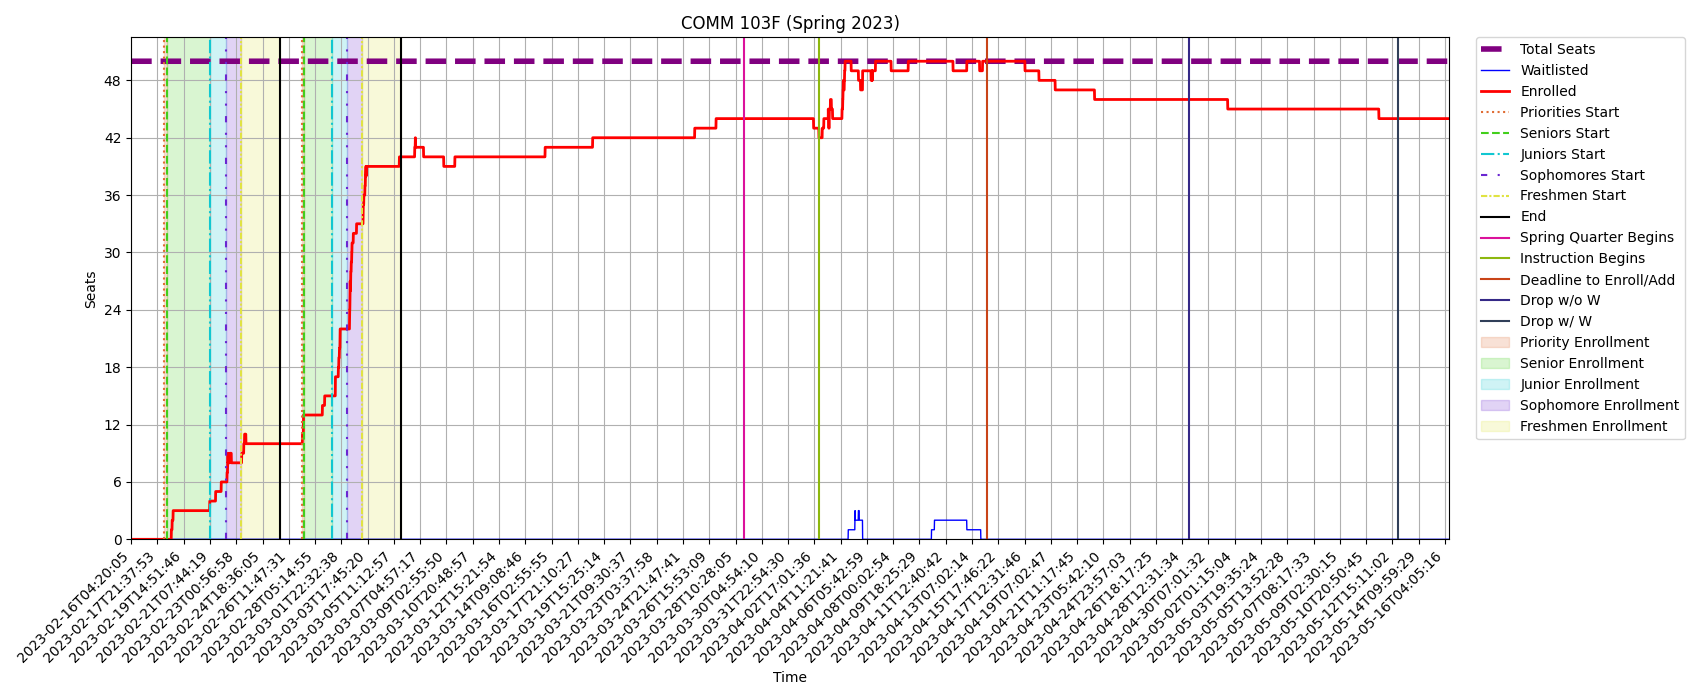 COMM 103F (Spring 2023)
Seats
48
42
36
30
24
18
12
6
0
2023-02-16T04:20:05
2023-02-17T21:37:53
2023-02-19T14:51:46
2023-02-21T07:44:19
2023-02-23T00:56:58
2023-02-24T18:36:05
2023-02-26T11:47:31
2023-02-28T05:14:55
2023-03-01T22:32:38
2023-03-03T17:45:20
2023-03-05T11:12:57
2023-03-07T04:57:17
2023-03-09T02:55:50
2023-03-10T20:48:57
2023-03-12T15:21:54
2023-03-14T09:08:46
2023-03-16T02:55:55
2023-03-17T21:10:27
2023-03-19T15:25:14
2023-03-21T09:30:37
2023-03-23T03:37:58
2023-03-24T21:47:41
2023-03-26T15:53:09
2023-03-28T10:28:05
2023-03-30T04:54:10
2023-03-31T22:54:30
2023-04-02T17:01:36
2023-04-04T11:21:41
2023-04-06T05:42:59
2023-04-08T00:02:54
2023-04-09T18:25:29
2023-04-11T12:40:42
2023-04-13T07:02:14
2023-04-15T17:46:22
2023-04-17T12:31:46
2023-04-19T07:02:47
2023-04-21T11:17:45
2023-04-23T05:42:10
2023-04-24T23:57:03
2023-04-26T18:17:25
2023-04-28T12:31:34
2023-04-30T07:01:32
2023-05-02T01:15:04
2023-05-03T19:35:24
2023-05-05T13:52:28
2023-05-07T08:17:33
2023-05-09T02:30:15
2023-05-10T20:50:45
2023-05-12T15:11:02
2023-05-14T09:59:29
2023-05-16T04:05:16
Time
Total Seats
Waitlisted
Enrolled
Priorities Start
Seniors Start
Juniors Start
Sophomores Start
Freshmen Start
End
Spring Quarter Begins
Instruction Begins
Deadline to Enroll/Add
Drop w/o W
Drop w/ W
Priority Enrollment
Senior Enrollment
Junior Enrollment
Sophomore Enrollment
Freshmen Enrollment